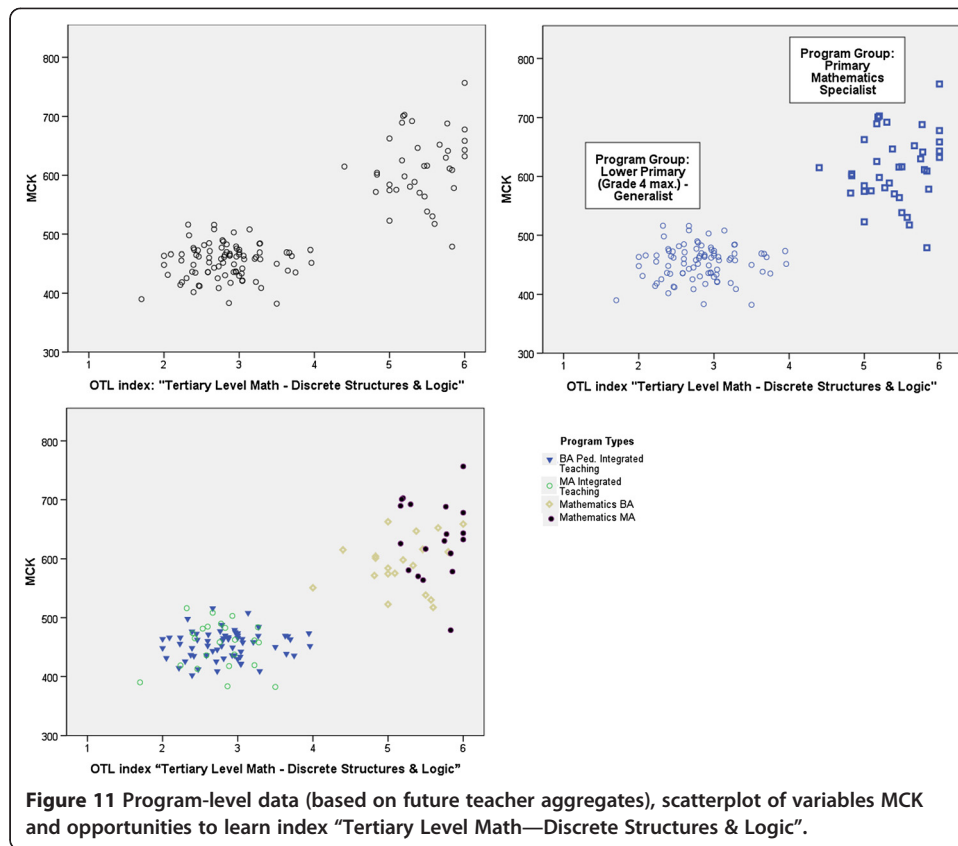 800
700
600
500
400
300
MCK
1 2 3 4 5 6
OTL index: "Tertiary Level Math - Discrete Structures & Logic"
800
700
600
500
400
300
MCK
Program Group:
Primary
Mathematics
Specialist
Program Group:
Lower Primary
(Grade 4 max.) -
Generalist
1 2 3 4 5 6
OTL index "Tertiary Level Math - Discrete Structures & Logic"
800
700
600
500
400
300
MCK
1 2 3 4 5 6
OTL index “Tertiary Level Math - Discrete Structures & Logic”
Program Types
BA Ped. Integrated
Teaching
MA Integrated
Teaching
Mathematics BA
Mathematics MA
Figure 11 Program-level data (based on future teacher aggregates), scatterplot of variables MCK
and opportunities to learn index “Tertiary Level Math—Discrete Structures & Logic”.